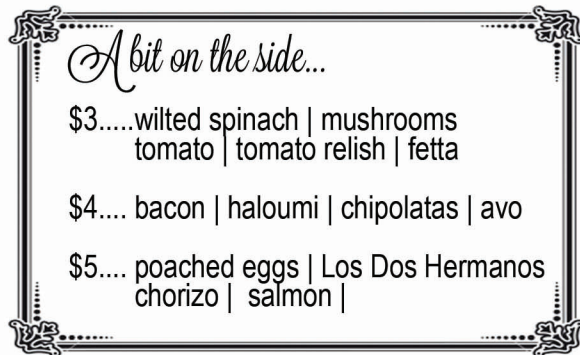 A bit on the side...
$3.....wilted spinach | mushrooms
tomato | tomato relish | fetta
$4.... bacon | haloumi | chipolatas | avo
$5.... poached eggs | Los Dos Hermanos
chorizo | salmon |